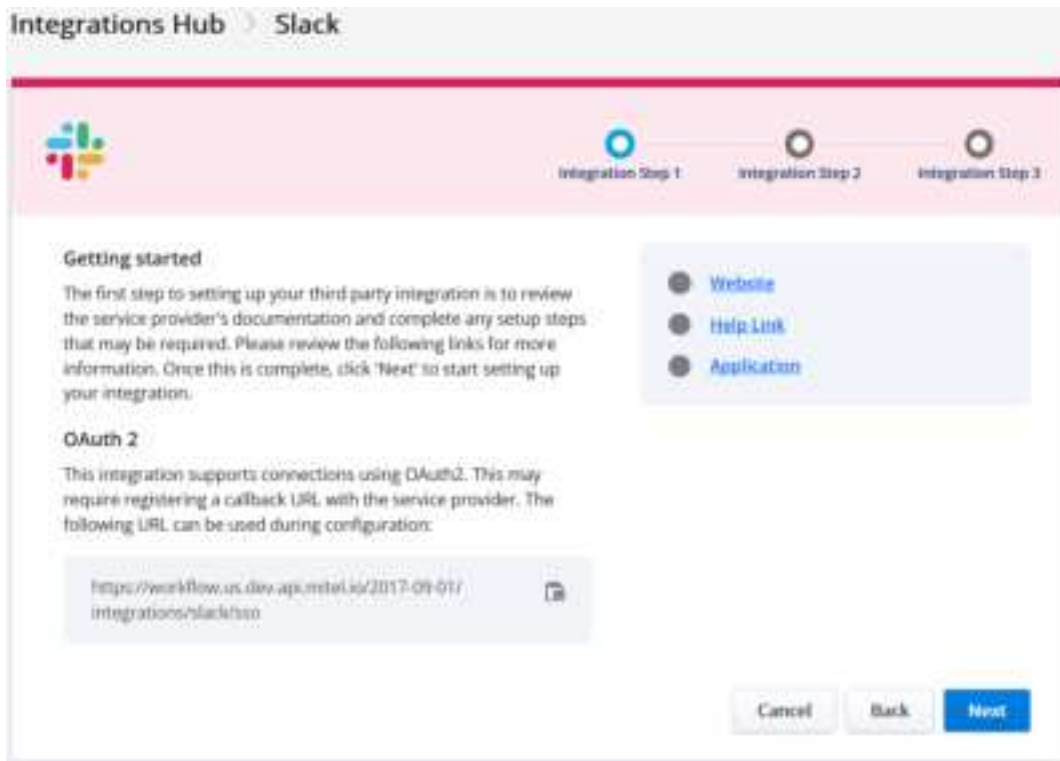 Integrations Hub > Slack
Integration Step 1
Integration Step 2
Integration Step 3
Getting started
The first step to setting up your third party integration is to review
the service provider's documentation and complete any setup steps
that may be required. Please review the following links for more
information. Once this is complete, click 'Next' to start setting up
your integration.
OAuth 2
This integration supports connections using OAuth2. This may
require registering a callback URL with the service provider. The
following URL can be used during configuration:
https://workflow.us.dev.api.mitel.io/2017-09-01/
integrations/slack/sso
Website
Help Link
Application
Cancel
Back
Next